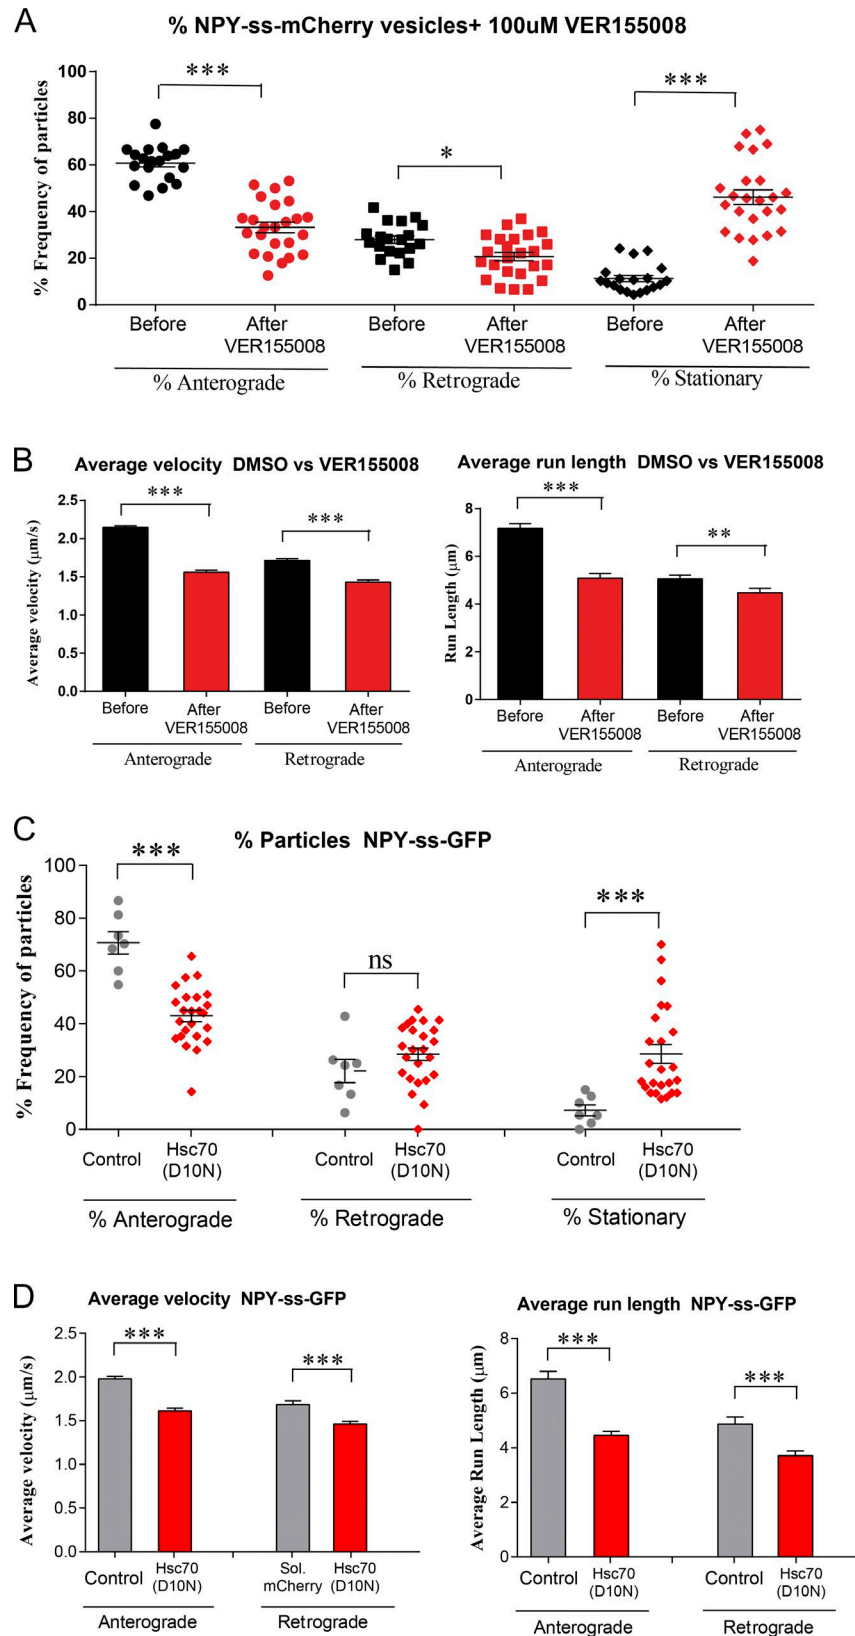 A
% NPY-ss-mCherry vesicles+ 100uM VER155008
% Frequency of particles
100
80
60
40
20
0
***
*
***
Before
After
VER155008
Before
After
VER155008
Before
After
VER155008
% Anterograde
% Retrograde
% Stationary
B
Average velocity DMSO vs VER155008
Average velocity (μm/s)
2.5
2.0
1.5
1.0
0.5
0.0
***
***
Before
After
VER155008
Before
After
VER155008
Anterograde
Retrograde
Average run length DMSO vs VER155008
Run Length (μm)
8
6
4
2
0
***
**
Before
After
VER155008
Before
After
VER155008
Anterograde
Retrograde
C
% Particles NPY-ss-GFP
% Frequency of particles
100
80
60
40
20
0
***
ns
***
Control
Hsc70
(D10N)
Control
Hsc70
(D10N)
Control
Hsc70
(D10N)
% Anterograde
% Retrograde
% Stationary
D
Average velocity NPY-ss-GFP
Average velocity (μm/s)
2.5
2.0
1.5
1.0
0.5
0.0
***
***
Control
Hsc70
(D10N)
Sol.
mCherry
Hsc70
(D10N)
Anterograde
Retrograde
Average run length NPY-ss-GFP
Average Run Length (μm)
8
6
4
2
0
***
***
Control
Hsc70
(D10N)
Control
Hsc70
(D10N)
Anterograde
Retrograde